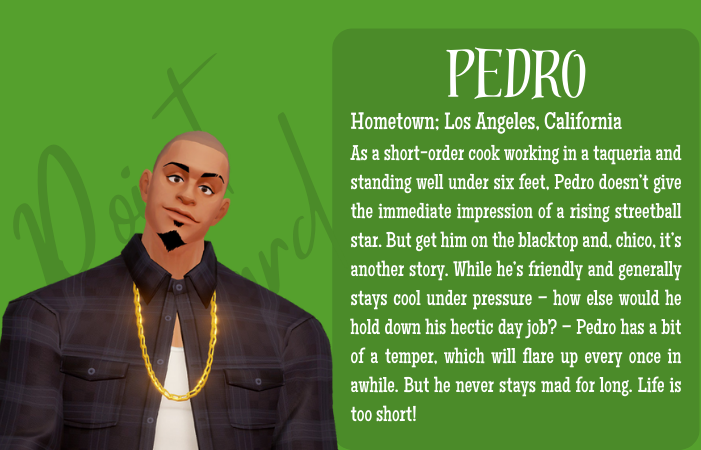 Point
Guard
PEDRO
Hometown: Los Angeles, California
As a short-order cook working in a taqueria and
standing well under six feet, Pedro doesn't give
the immediate impression of a rising streetball
star. But get him on the blacktop and, chico, it's
another story. While he's friendly and generally
stays cool under pressure – how else would he
hold down his hectic day job? – Pedro has a bit
of a temper, which will flare up every once in
awhile. But he never stays mad for long. Life is
too short!